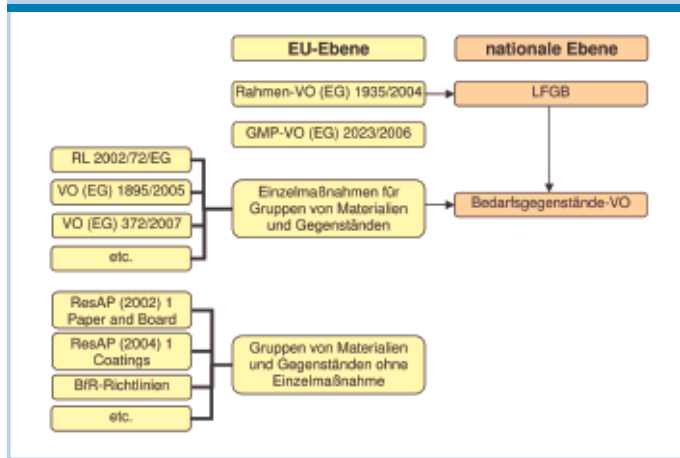 EU-Ebene
nationale Ebene
Rahmen-VO (EG) 1935/2004
LFGB
GMP-VO (EG) 2023/2006
RL 2002/72/EG
VO (EG) 1895/2005
VO (EG) 372/2007
etc.
Einzelmaßnahmen für
Gruppen von Materialien
und Gegenständen
Bedarfsgegenstände-VO
ResAP (2002) 1
Paper and Board
ResAP (2004) 1
Coatings
BfR-Richtlinien
etc.
Gruppen von Materialien
und Gegenständen ohne
Einzelmaßnahme